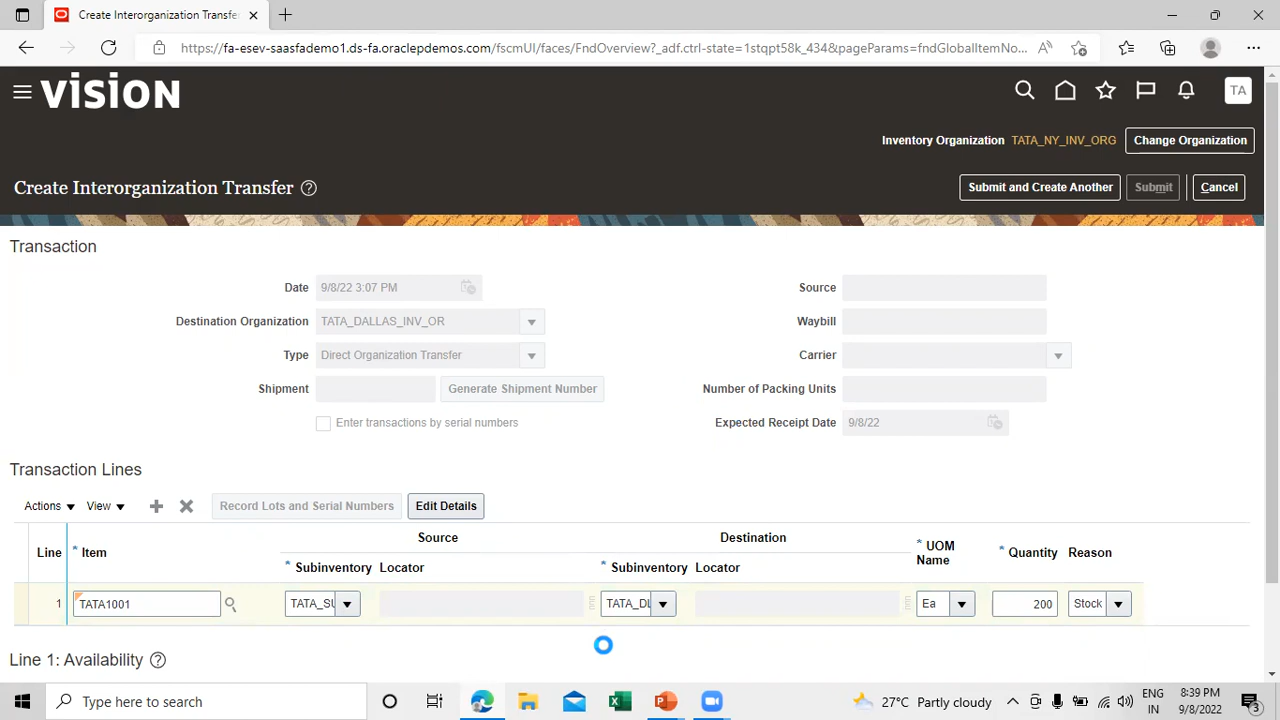 Create Interorganization Transfer
https://fa-esev-saasfademo1.ds-fa.oraclepdemos.com/fscmUI/faces/FndOverview?_adf.ctrl-state=1stqpt58k_434&pageParams=fndGlobalItemNo...
VISION
TA
Inventory Organization TATA_NY_INV_ORG Change Organization
Create Interorganization Transfer ? Submit and Create Another Submit Cancel
Transaction
Date 9/8/22 3:07 PM Source
Destination Organization TATA_DALLAS_INV_OR Waybill
Type Direct Organization Transfer Carrier
Shipment Generate Shipment Number Number of Packing Units
Enter transactions by serial numbers Expected Receipt Date 9/8/22
Transaction Lines
Actions View Record Lots and Serial Numbers Edit Details
Source Destination
Line * Item * Subinventory Locator * Subinventory Locator * UOM Name * Quantity Reason
1 TATA1001 TATA_SU TATA_DL Ea 200 Stock
Line 1: Availability ?
Type here to search 27°C Partly cloudy ENG IN 8:39 PM 9/8/2022 3